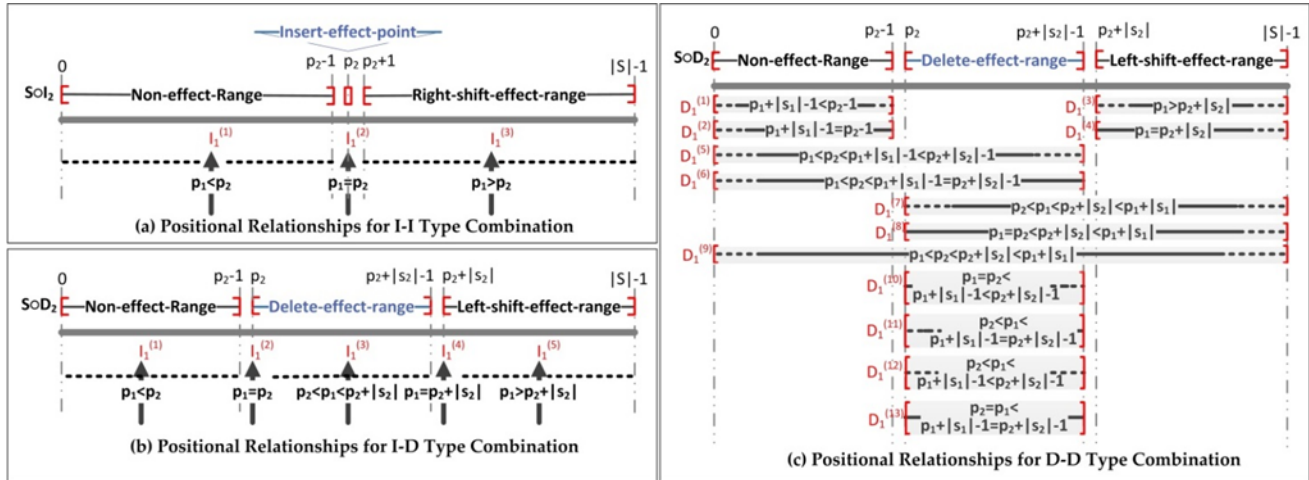 Insert-effect-point
0 p₂-1 p₂ p₂+1 |S|-1
S○I₂ Non-effect-Range Right-shift-effect-range
I₁⁽¹⁾ I₁⁽²⁾ I₁⁽³⁾
p₁<p₂ p₁=p₂ p₁>p₂
(a) Positional Relationships for I-I Type Combination
0 p₂-1 p₂ p₂+|s₂|-1 p₂+|s₂| |S|-1
S○D₂ Non-effect-Range Delete-effect-range Left-shift-effect-range
I₁⁽¹⁾ I₁⁽²⁾ I₁⁽³⁾ I₁⁽⁴⁾ I₁⁽⁵⁾
p₁<p₂ p₁=p₂ p₂<p₁<p₂+|s₂| p₁=p₂+|s₂| p₁>p₂+|s₂|
(b) Positional Relationships for I-D Type Combination
0 p₂-1 p₂ p₂+|s₂|-1 p₂+|s₂| |S|-1
S○D₂ Non-effect-Range Delete-effect-range Left-shift-effect-range
D₁⁽¹⁾ p₁+|s₁|-1<p₂-1 D₁⁽³⁾ p₁>p₂+|s₂|
D₁⁽²⁾ p₁+|s₁|-1=p₂-1 D₁⁽⁴⁾ p₁=p₂+|s₂|
D₁⁽⁵⁾ p₁<p₂<p₁+|s₁|-1<p₂+|s₂|-1
D₁⁽⁶⁾ p₁<p₂<p₁+|s₁|-1=p₂+|s₂|-1
D₁⁽⁷⁾ p₂<p₁<p₂+|s₂|<p₁+|s₁|
D₁⁽⁸⁾ p₁=p₂<p₂+|s₂|<p₁+|s₁|
D₁⁽⁹⁾ p₁<p₂<p₂+|s₂|<p₁+|s₁|
D₁⁽¹⁰⁾ p₁=p₂<
p₁+|s₁|-1<p₂+|s₂|-1
D₁⁽¹¹⁾ p₂<p₁<
p₁+|s₁|-1=p₂+|s₂|-1
D₁⁽¹²⁾ p₂<p₁<
p₁+|s₁|-1<p₂+|s₂|-1
D₁⁽¹³⁾ p₂=p₁<
p₁+|s₁|-1=p₂+|s₂|-1
(c) Positional Relationships for D-D Type Combination